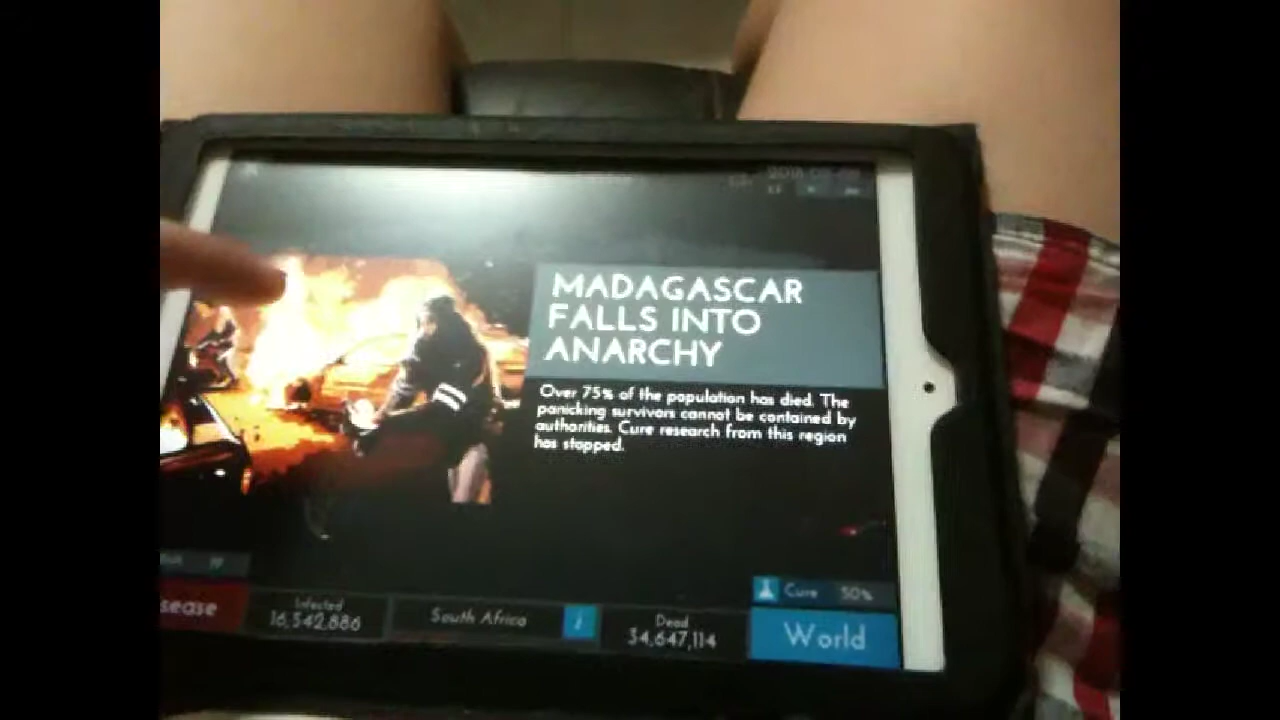 MADAGASCAR
FALLS INTO
ANARCHY
Over 75% of the population has died. The
panicking survivors cannot be contained by
authorities. Cure research from this region
has stopped.
Cure 50%
sease
Infected
16,542,886
South Africa
i
Dead
34,647,114
World